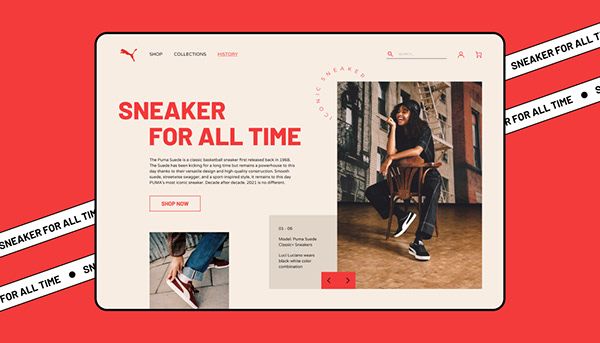 SHOP
COLLECTIONS
HISTORY
SEARCH...
ICONIC SNEAKER
SNEAKER
FOR ALL TIME
The Puma Suede is a classic basketball sneaker first released back in 1968.
The Suede has been kicking for a long time but remains a powerhouse to this
day thanks to their versatile design and high quality construction. Smooth
suede, streetwear swagger, and a sport-inspired style, it remains to this day
PUMA's most iconic sneaker. Decade after decade. 2021 is no different.
SHOP NOW
03 - 06
Model: Puma Suede
Classic+ Sneakers
Luci Luciano wears
black-white color
combination
SNEAKER FOR ALL TIME
FOR ALL TIME
SNEAKER FOR ALL TIME
FOR ALL TIME